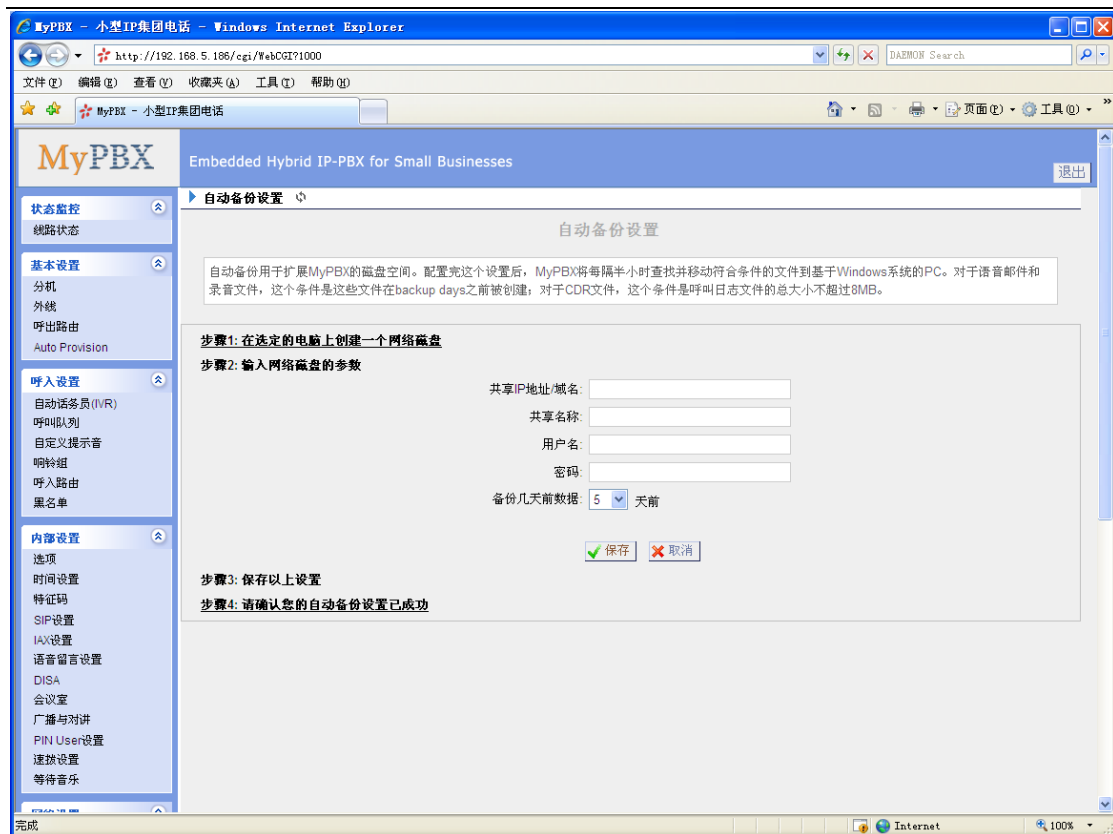 MyPBX - 小型IP集团电话 - Windows Internet Explorer
http://192.168.5.186/cgi/WebCGI?1000
DAEMON Search
文件(F) 编辑(E) 查看(V) 收藏夹(A) 工具(T) 帮助(H)
MyPBX - 小型IP集团电话
页面(P) 工具(O) »
MyPBX
Embedded Hybrid IP-PBX for Small Businesses
退出
状态监控
线路状态
基本设置
分机
外线
呼出路由
Auto Provision
呼入设置
自动话务员(IVR)
呼叫队列
自定义提示音
响铃组
呼入路由
黑名单
内部设置
选项
时间设置
特征码
SIP设置
IAX设置
语音留言设置
DISA
会议室
广播与对讲
PIN User设置
速拨设置
等待音乐
自动备份设置
自动备份设置
自动备份用于扩展MyPBX的磁盘空间。配置完这个设置后，MyPBX将每隔半小时查找并移动符合条件的文件到基于Windows系统的PC。对于语音邮件和
录音文件，这个条件是这些文件在backup days之前被创建；对于CDR文件，这个条件是呼叫日志文件的总大小不超过8MB。
步骤1: 在选定的电脑上创建一个网络磁盘
步骤2: 输入网络磁盘的参数
共享IP地址/域名:
共享名称:
用户名:
密码:
备份几天前数据: 5 天前
保存 取消
步骤3: 保存以上设置
步骤4: 请确认您的自动备份设置已成功
完成
Internet
100%